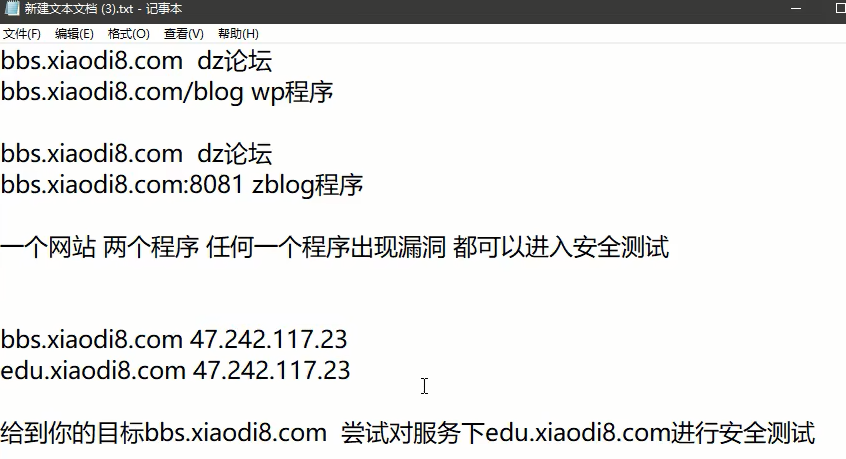 新建文本文档 (3).txt - 记事本
文件(F) 编辑(E) 格式(O) 查看(V) 帮助(H)
bbs.xiaodi8.com  dz论坛
bbs.xiaodi8.com/blog wp程序
bbs.xiaodi8.com  dz论坛
bbs.xiaodi8.com:8081 zblog程序
一个网站 两个程序 任何一个程序出现漏洞 都可以进入安全测试
bbs.xiaodi8.com 47.242.117.23
edu.xiaodi8.com 47.242.117.23
给到你的目标bbs.xiaodi8.com  尝试对服务下edu.xiaodi8.com进行安全测试